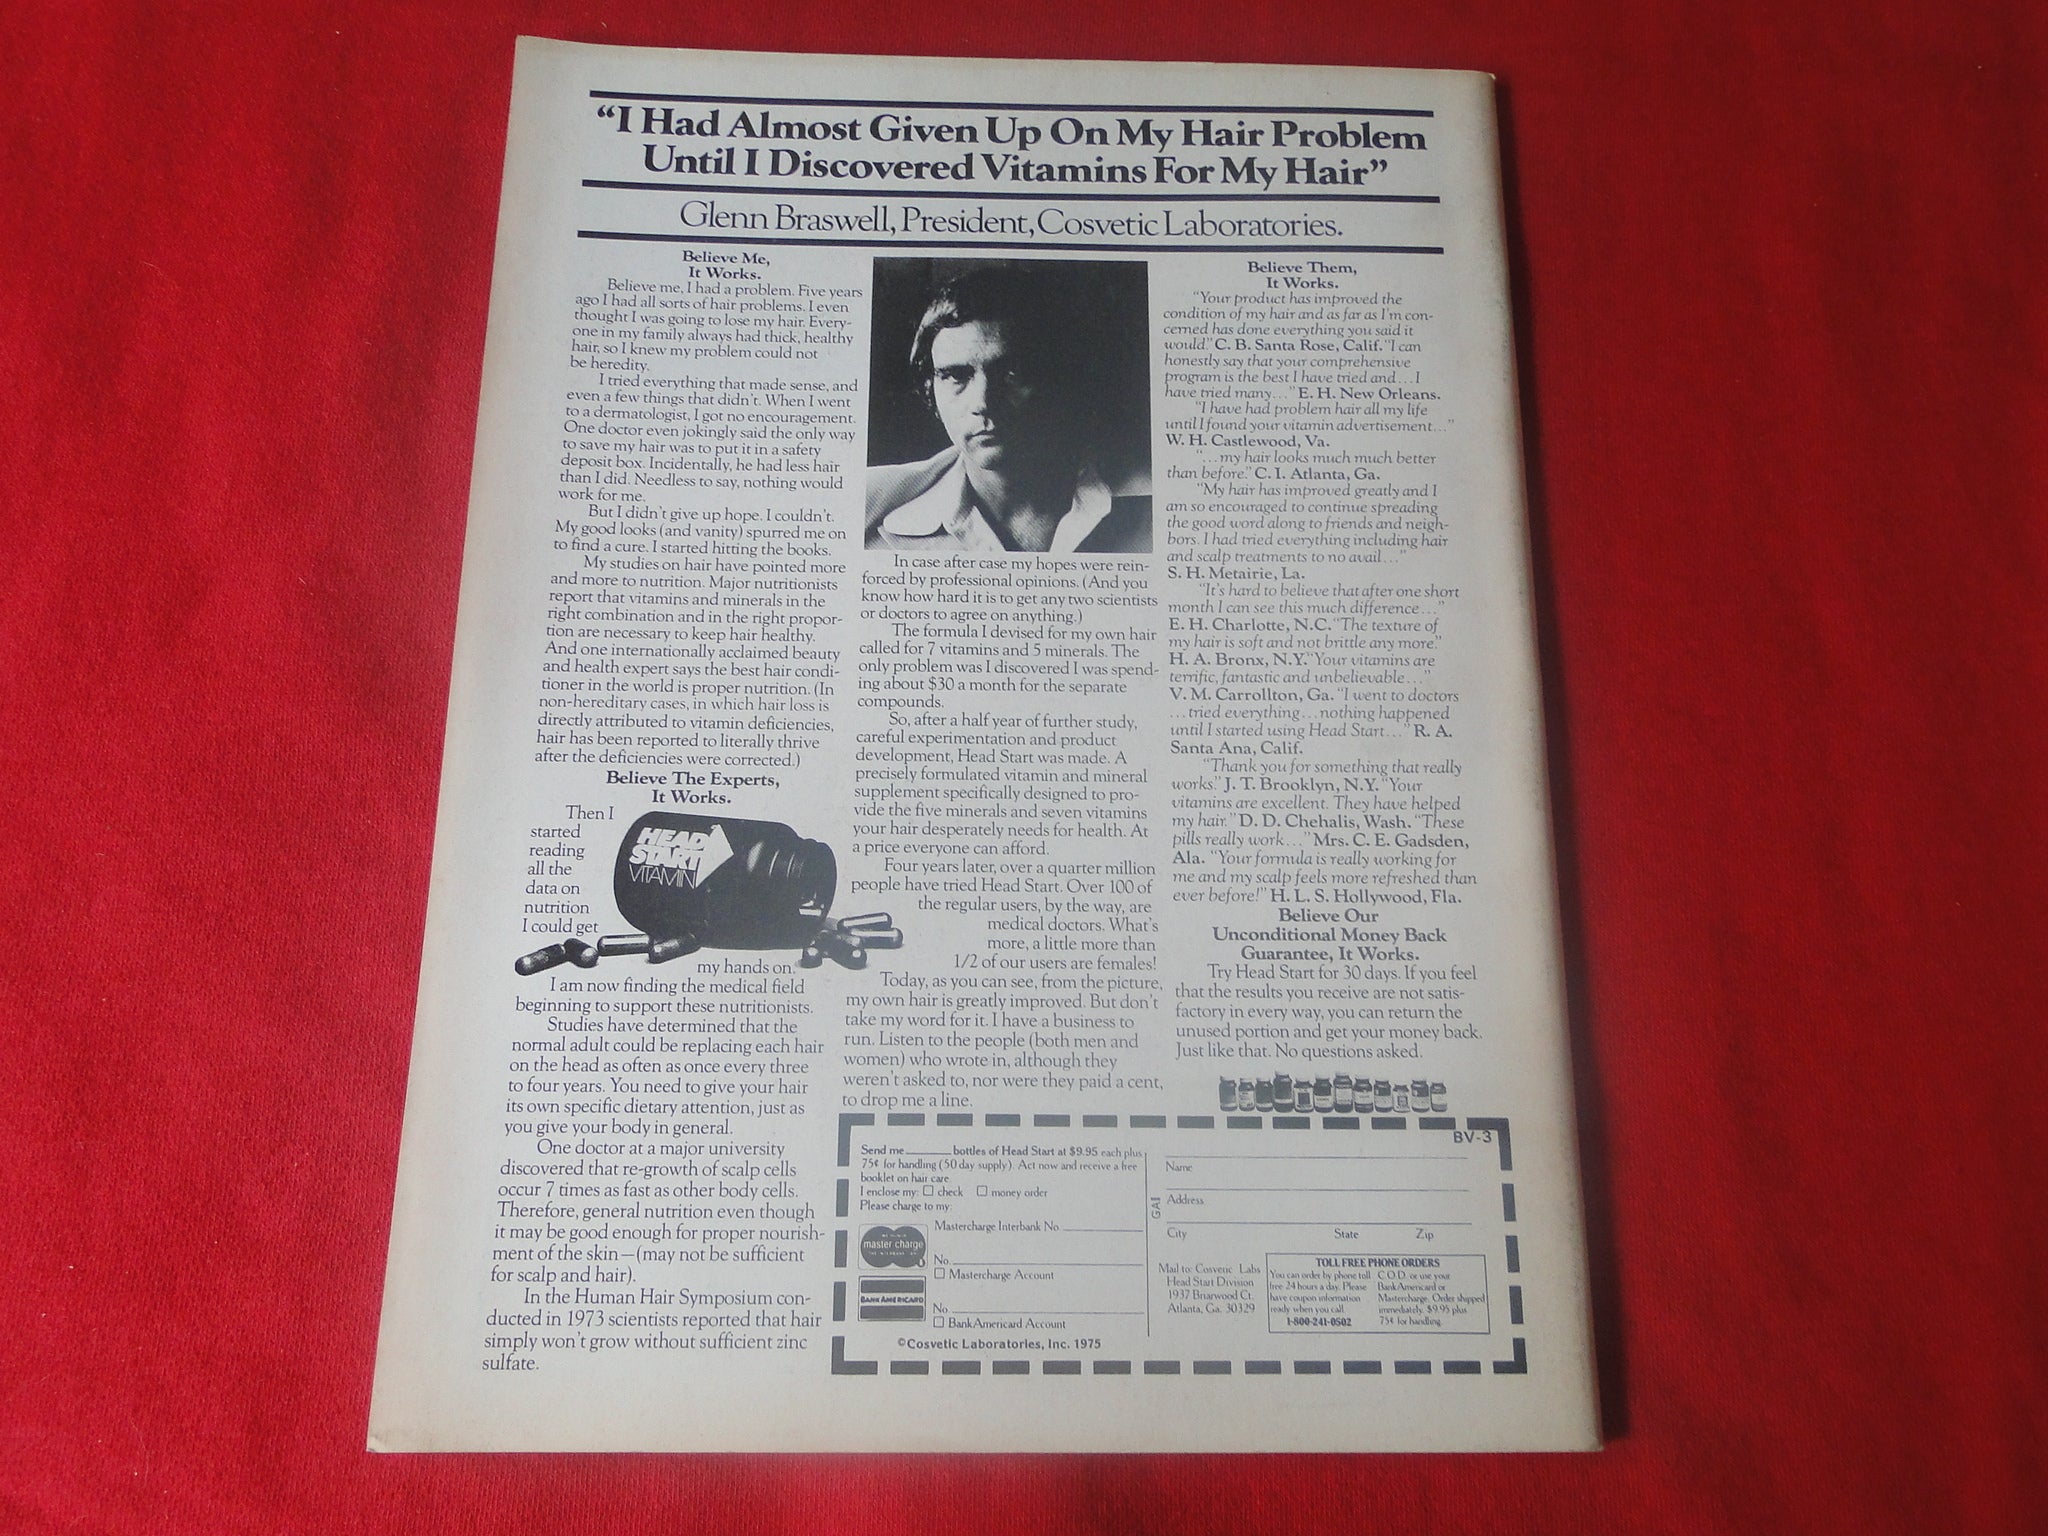 “I Had Almost Given Up On My Hair Problem
Until I Discovered Vitamins For My Hair”
Glenn Braswell, President, Cosvetic Laboratories.
Believe Me,
It Works.
Believe me, I had a problem. Five years
ago I had all sorts of hair problems. I even
thought I was going to lose my hair. Every-
one in my family always had thick, healthy
hair, so I knew my problem could not
be heredity.
I tried everything that made sense, and
even a few things that didn't. When I went
to a dermatologist, I got no encouragement.
One doctor even jokingly said the only way
to save my hair was to put it in a safety
deposit box. Incidentally, he had less hair
than I did. Needless to say, nothing would
work for me.
But I didn't give up hope. I couldn't.
My good looks (and vanity) spurred me on
to find a cure. I started hitting the books.
My studies on hair have pointed more
and more to nutrition. Major nutritionists
report that vitamins and minerals in the
right combination and in the right propor-
tion are necessary to keep hair healthy.
And one internationally acclaimed beauty
and health expert says the best hair condi-
tioner in the world is proper nutrition. (In
non-hereditary cases, in which hair loss is
directly attributed to vitamin deficiencies,
hair has been reported to literally thrive
after the deficiencies were corrected.)
Believe The Experts,
It Works.
Then I
started
reading
all the
data on
nutrition
I could get
my hands on.
HEAD
START
VITAMIN
I am now finding the medical field
beginning to support these nutritionists.
Studies have determined that the
normal adult could be replacing each hair
on the head as often as once every three
to four years. You need to give your hair
its own specific dietary attention, just as
you give your body in general.
One doctor at a major university
discovered that re-growth of scalp cells
occur 7 times as fast as other body cells.
Therefore, general nutrition even though
it may be good enough for proper nourish-
ment of the skin—(may not be sufficient
for scalp and hair).
In the Human Hair Symposium con-
ducted in 1973 scientists reported that hair
simply won't grow without sufficient zinc
sulfate.
In case after case my hopes were rein-
forced by professional opinions. (And you
know how hard it is to get any two scientists
or doctors to agree on anything.)
The formula I devised for my own hair
called for 7 vitamins and 5 minerals. The
only problem was I discovered I was spend-
ing about $30 a month for the separate
compounds.
So, after a half year of further study,
careful experimentation and product
development, Head Start was made. A
precisely formulated vitamin and mineral
supplement specifically designed to pro-
vide the five minerals and seven vitamins
your hair desperately needs for health. At
a price everyone can afford.
Four years later, over a quarter million
people have tried Head Start. Over 100 of
the regular users, by the way, are
medical doctors. What's
more, a little more than
1/2 of our users are females!
Today, as you can see, from the picture,
my own hair is greatly improved. But don't
take my word for it. I have a business to
run. Listen to the people (both men and
women) who wrote in, although they
weren't asked to, nor were they paid a cent,
to drop me a line.
Believe Them,
It Works.
“Your product has improved the
condition of my hair and as far as I'm con-
cerned has done everything you said it
would.” C. B. Santa Rose, Calif. “I can
honestly say that your comprehensive
program is the best I have tried and...I
have tried many...” E. H. New Orleans.
“I have had problem hair all my life
until I found your vitamin advertisement...”
W. H. Castlewood, Va.
“...my hair looks much much better
than before.” C. I. Atlanta, Ga.
“My hair has improved greatly and I
am so encouraged to continue spreading
the good word along to friends and neigh-
bors. I had tried everything including hair
and scalp treatments to no avail...”
S. H. Metairie, La.
“It's hard to believe that after one short
month I can see this much difference...”
E. H. Charlotte, N.C. “The texture of
my hair is soft and not brittle any more.”
H. A. Bronx, N.Y. “Your vitamins are
terrific, fantastic and unbelievable...”
V. M. Carrollton, Ga. “I went to doctors
...tried everything...nothing happened
until I started using Head Start...” R. A.
Santa Ana, Calif.
“Thank you for something that really
works.” J. T. Brooklyn, N.Y. “Your
vitamins are excellent. They have helped
my hair.” D. D. Chehalis, Wash. “These
pills really work...” Mrs. C. E. Gadsden,
Ala. “Your formula is really working for
me and my scalp feels more refreshed than
ever before!” H. L. S. Hollywood, Fla.
Believe Our
Unconditional Money Back
Guarantee, It Works.
Try Head Start for 30 days. If you feel
that the results you receive are not satis-
factory in every way, you can return the
unused portion and get your money back.
Just like that. No questions asked.
BV-3
Send me bottles of Head Start at $9.95 each plus
75¢ for handling (50 day supply). Act now and receive a free
booklet on hair care.
I enclose my: check money order
Please charge to my:
master charge
Mastercharge Interbank No.
No.
Mastercharge Account
BANKAMERICARD
No.
BankAmericard Account
©Cosvetic Laboratories, Inc. 1975
GAI
Name
Address
City State Zip
Mail to: Cosvetic Labs
Head Start Division
1937 Briarwood Ct.
Atlanta, Ga. 30329
TOLL FREE PHONE ORDERS
You can order by phone toll
free 24 hours a day. Please
have coupon information
ready when you call.
1-800-241-0502
C.O.D. or use your
BankAmericard or
Mastercharge. Order shipped
immediately. $9.95 plus
75¢ for handling.